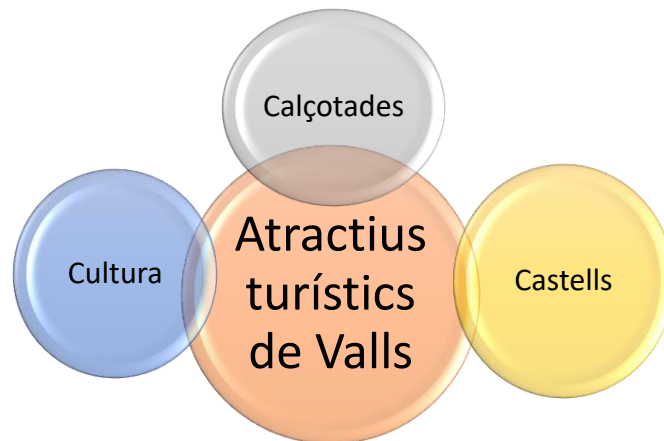 Calçotades
Atractius
turístics
de Valls
Cultura
Castells